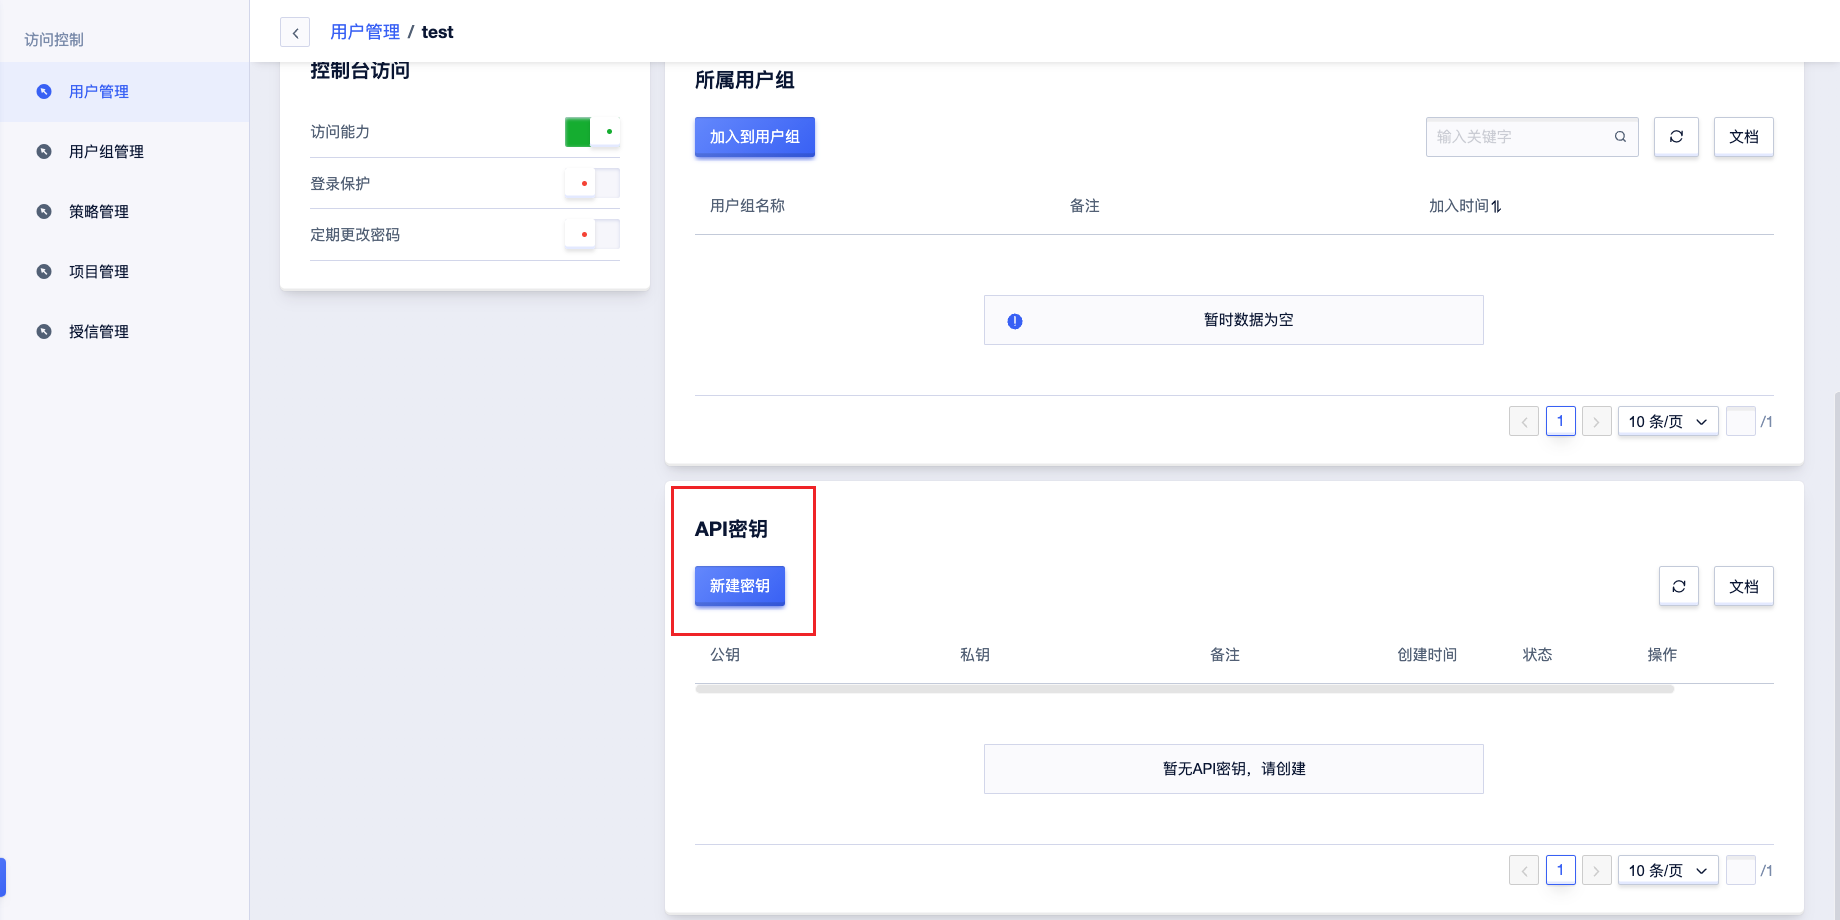 访问控制
用户管理
用户组管理
策略管理
项目管理
授信管理
用户管理 / test
控制台访问
访问能力
登录保护
定期更改密码
所属用户组
加入到用户组
输入关键字
文档
用户组名称 备注 加入时间
暂时数据为空
1 10 条/页 /1
API密钥
新建密钥
文档
公钥 私钥 备注 创建时间 状态 操作
暂无API密钥，请创建
1 10 条/页 /1